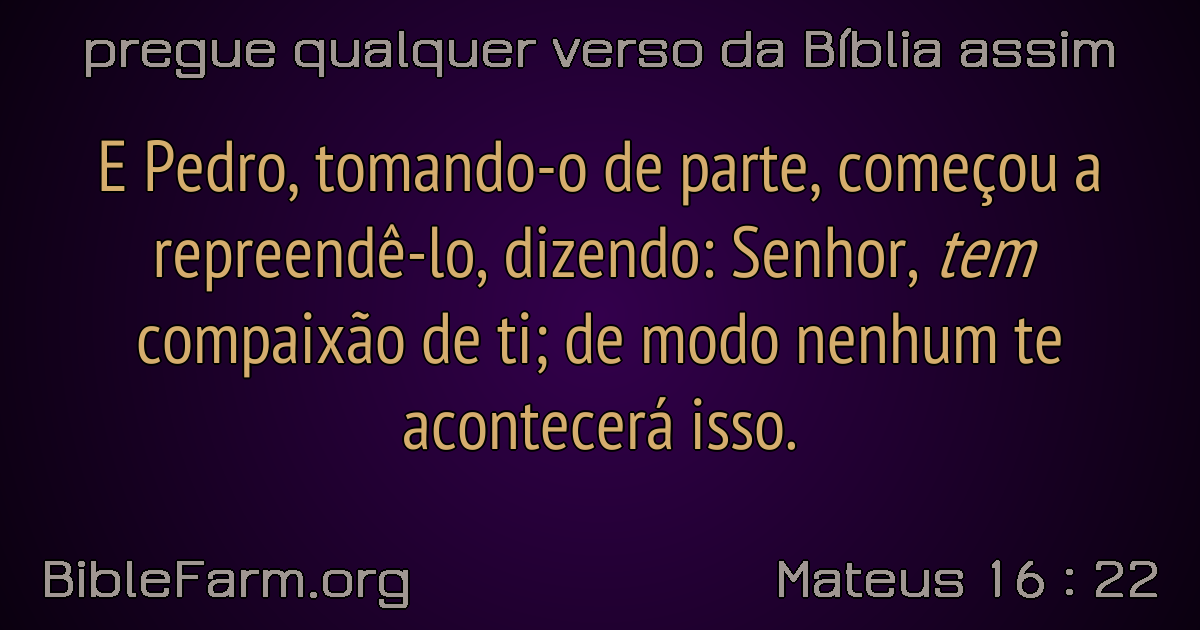 pregue qualquer verso da Bíblia assim
E Pedro, tomando-o de parte, começou a
repreendê-lo, dizendo: Senhor, tem
compaixão de ti; de modo nenhum te
acontecerá isso.
BibleFarm.org
Mateus 16 : 22